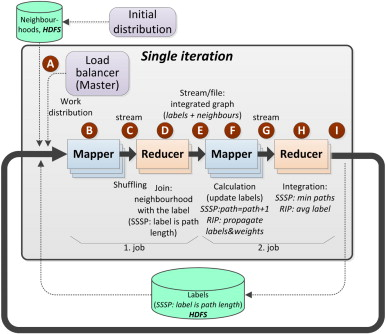 Neighbour-
hoods, HDFS
Initial
distribution
Single iteration
A
Load
balancer
(Master)
Work
distribution
Stream/file:
integrated graph
(labels + neighbours)
stream
stream
B
C
D
E
F
G
H
I
Mapper
Reducer
Mapper
Reducer
Shuffling
Join:
neighbourhood
with the label
(SSSP: label is path
length)
Calculation
(update labels)
SSSP:path=path+1
RIP: propagate
labels&weights
Integration:
SSSP: min paths
RIP: avg label
1. job
2. job
Labels
(SSSP: label is path length)
HDFS